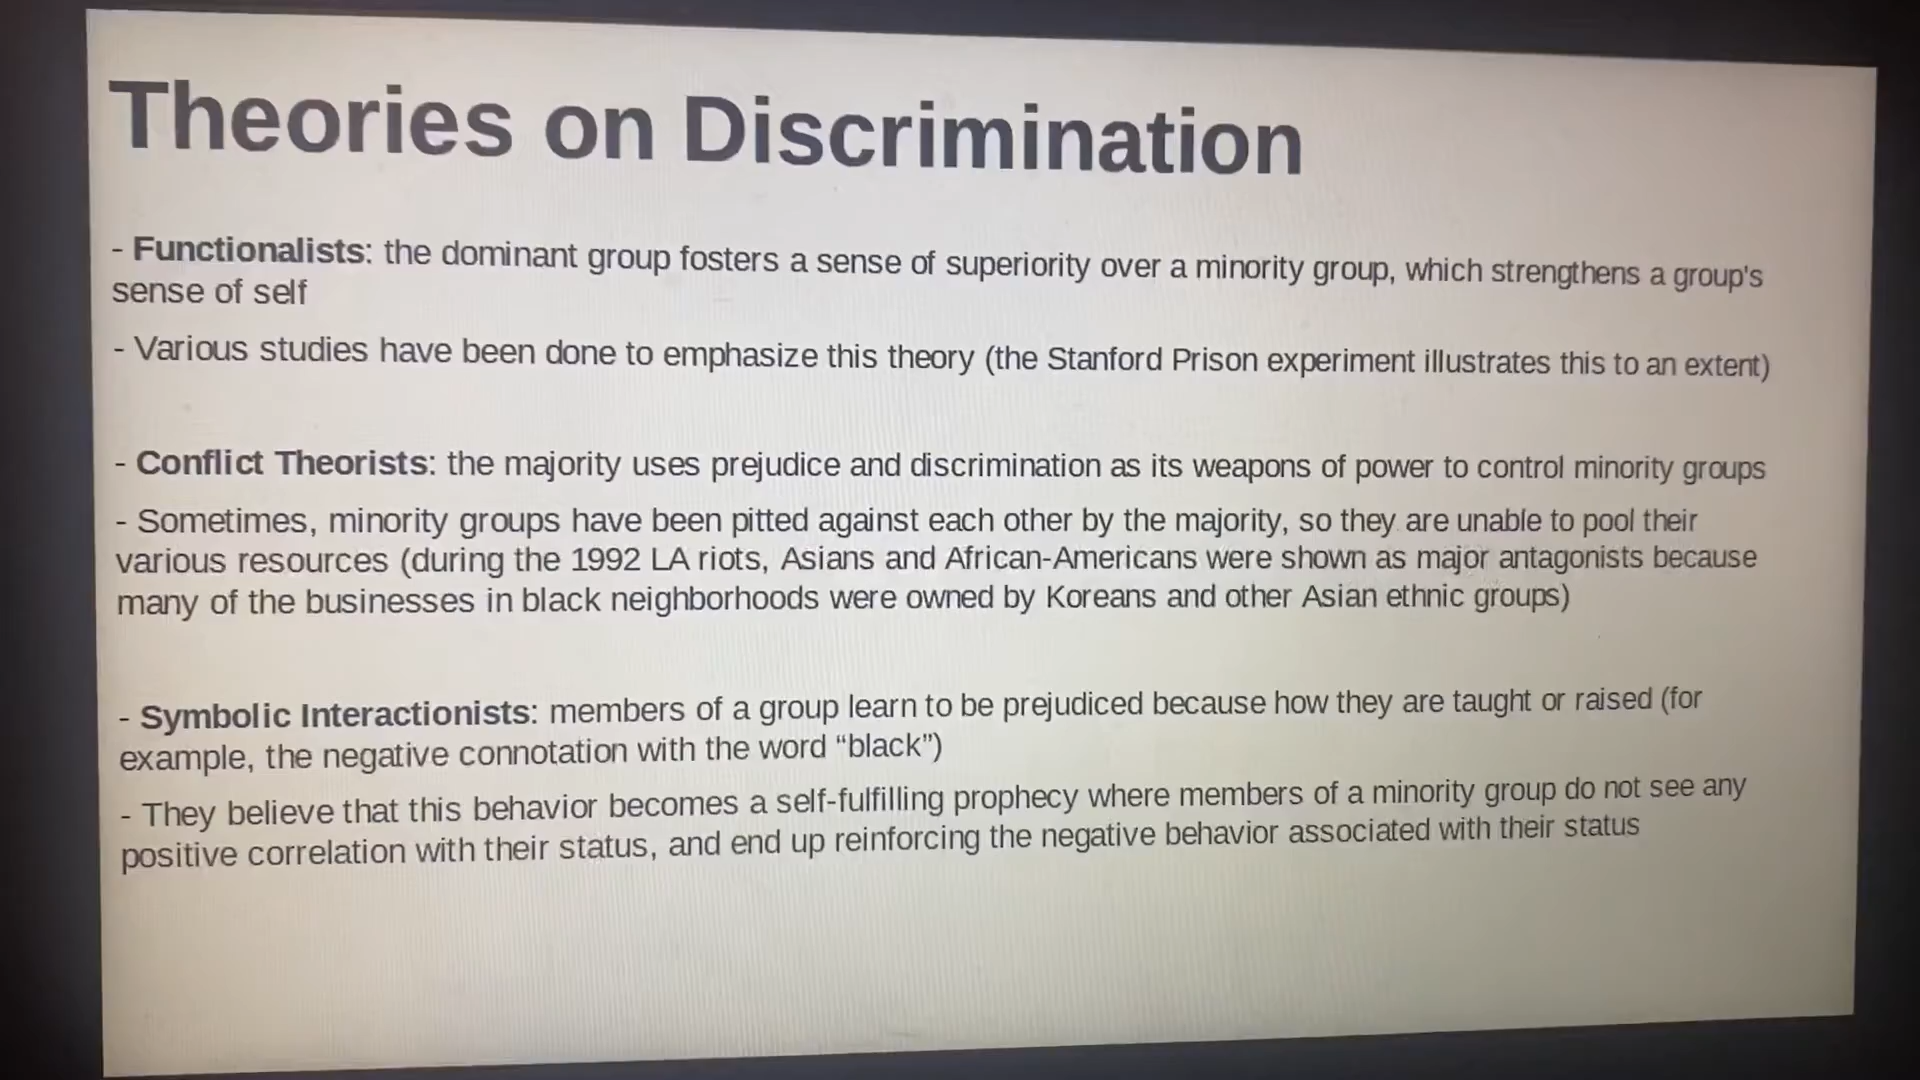 Theories on Discrimination
- Functionalists: the dominant group fosters a sense of superiority over a minority group, which strengthens a group's
sense of self
- Various studies have been done to emphasize this theory (the Stanford Prison experiment illustrates this to an extent)
- Conflict Theorists: the majority uses prejudice and discrimination as its weapons of power to control minority groups
- Sometimes, minority groups have been pitted against each other by the majority, so they are unable to pool their
various resources (during the 1992 LA riots, Asians and African-Americans were shown as major antagonists because
many of the businesses in black neighborhoods were owned by Koreans and other Asian ethnic groups)
- Symbolic Interactionists: members of a group learn to be prejudiced because how they are taught or raised (for
example, the negative connotation with the word “black”)
- They believe that this behavior becomes a self-fulfilling prophecy where members of a minority group do not see any
positive correlation with their status, and end up reinforcing the negative behavior associated with their status